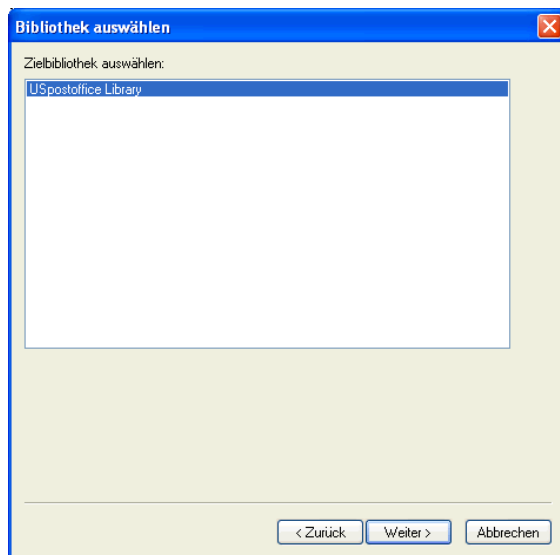 Bibliothek auswählen
Zielbibliothek auswählen:
USpostoffice Library
< Zurück
Weiter >
Abbrechen